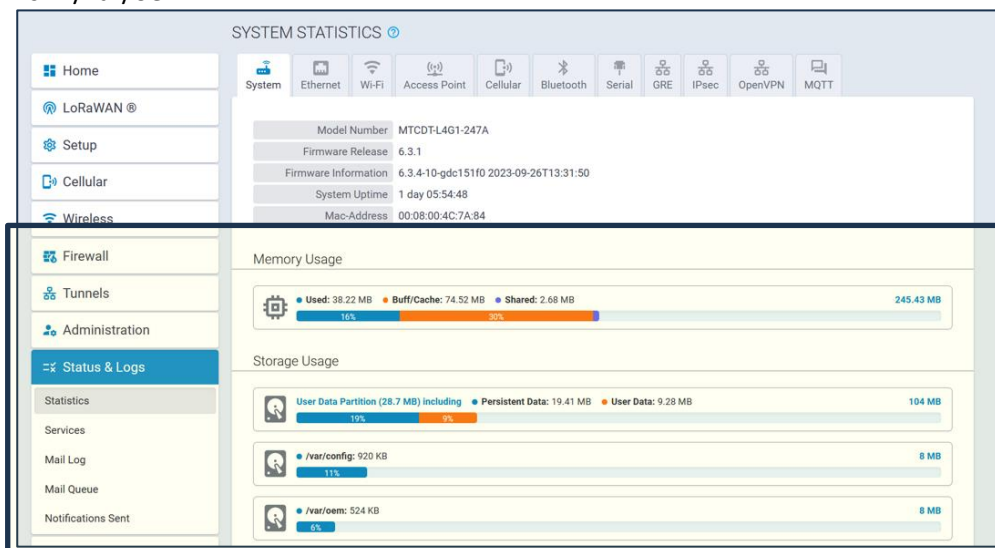 SYSTEM STATISTICS
Home
LoRaWAN ®
Setup
Cellular
Wireless
Firewall
Tunnels
Administration
Status & Logs
Statistics
Services
Mail Log
Mail Queue
Notifications Sent
System Ethernet Wi-Fi Access Point Cellular Bluetooth Serial GRE IPsec OpenVPN MQTT
Model Number MTCDT-L4G1-247A
Firmware Release 6.3.1
Firmware Information 6.3.4-10-gdc151f0 2023-09-26T13:31:50
System Uptime 1 day 05:54:48
Mac-Address 00:08:00:4C:7A:84
Memory Usage
Used: 38.22 MB Buff/Cache: 74.52 MB Shared: 2.68 MB 245.43 MB
16% 30%
Storage Usage
User Data Partition (28.7 MB) including Persistent Data: 19.41 MB User Data: 9.28 MB 104 MB
19% 9%
/var/config: 920 KB 8 MB
11%
/var/oem: 524 KB 8 MB
6%